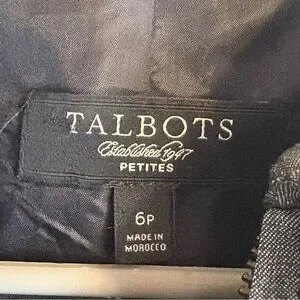 TALBOTS
Established 1947
PETITES
6P
MADE IN
MOROCCO